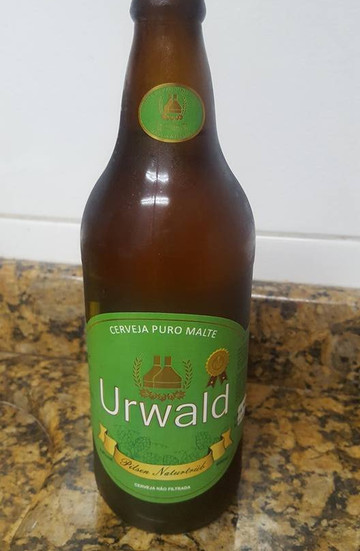 CERVEJA PURO MALTE
Urwald
Pilsen Naturtrüb
CERVEJA NÃO FILTRADA